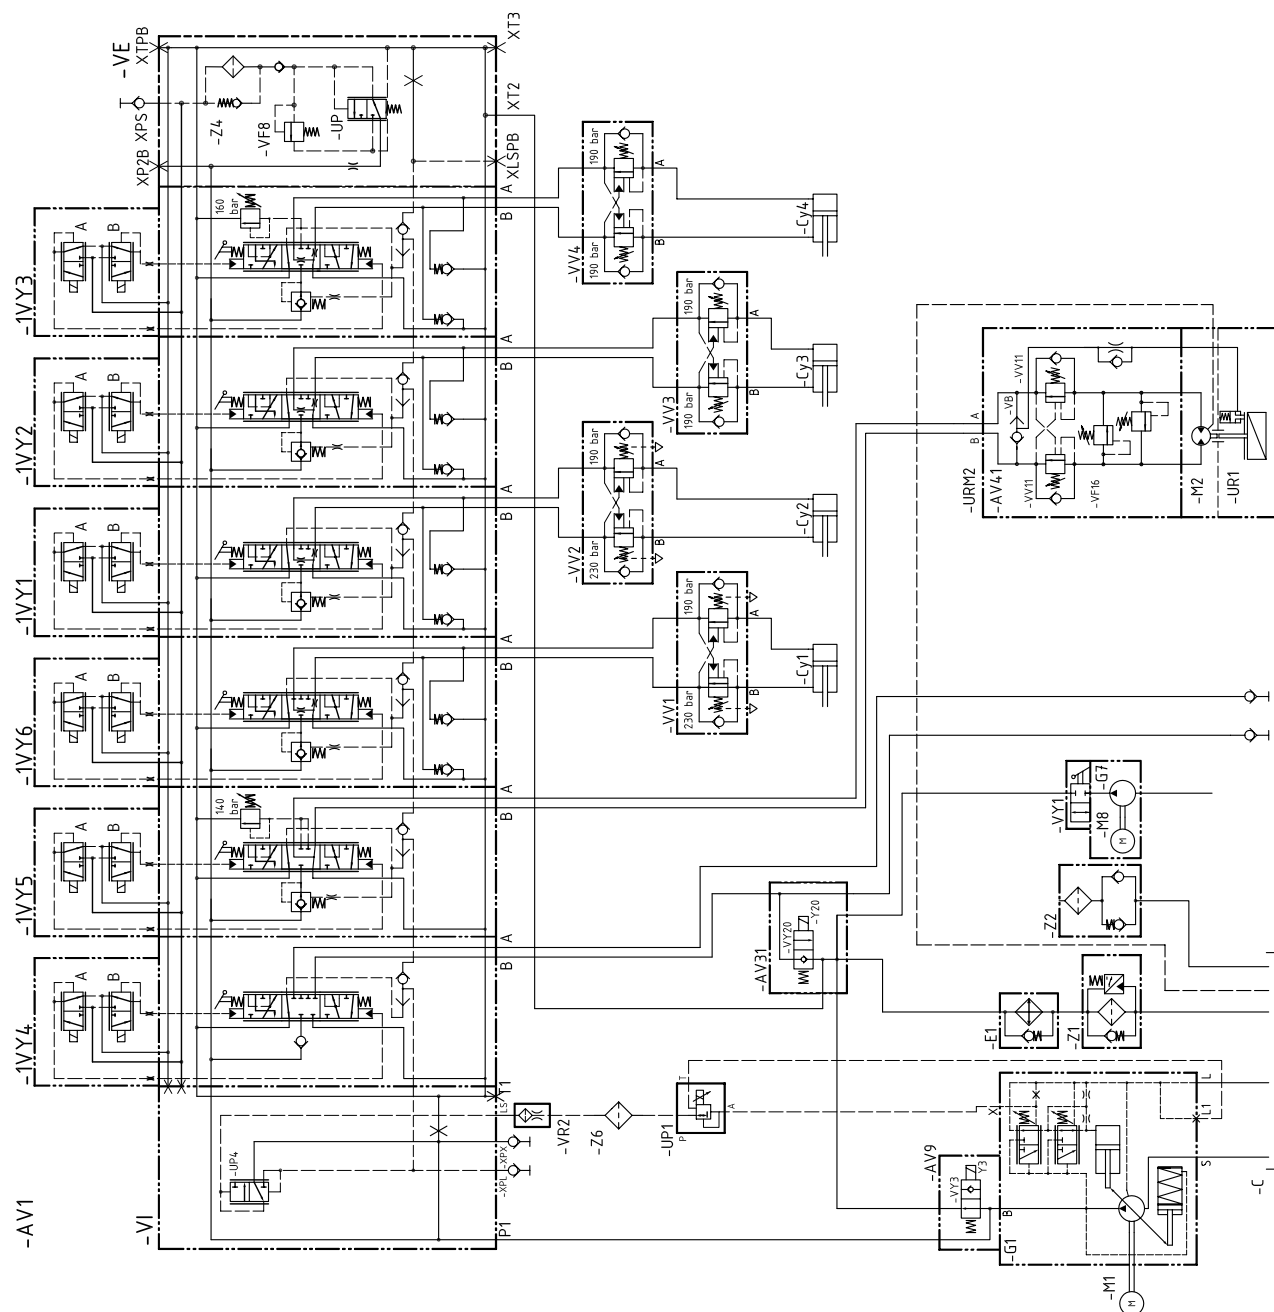 -AV1
-VI
-1VY4
A
B
-1VY5
A
B
-1VY6
A
B
-1VY1
A
B
-1VY2
A
B
-1VY3
A
B
XP2B
XPS
-VE
XTPB
-Z4
-VF8
-UP
XT3
XT2
XLSPB
160
bar
140
bar
-UP4
P1
-XPL
-XPX
LS
T1
B
A
B
A
B
A
B
A
B
A
B
A
-VR2
-Z6
-UP1
P
T
A
-VV1
230 bar
190 bar
B
A
-Cy1
-VV2
230 bar
190 bar
B
A
-Cy2
-VV3
190 bar
190 bar
B
A
-Cy3
-VV4
190 bar
190 bar
B
A
-Cy4
-AV31
-VY20
-Y20
-AV9
-VY3
Y3
-G1
B
-M1
M
S
L1
L
-C
-E1
-Z1
-Z2
-VY1
-G7
-M8
M
-URM2
-AV41
B
A
-VV11
-VB
-VV11
-VF16
-M2
-UR1